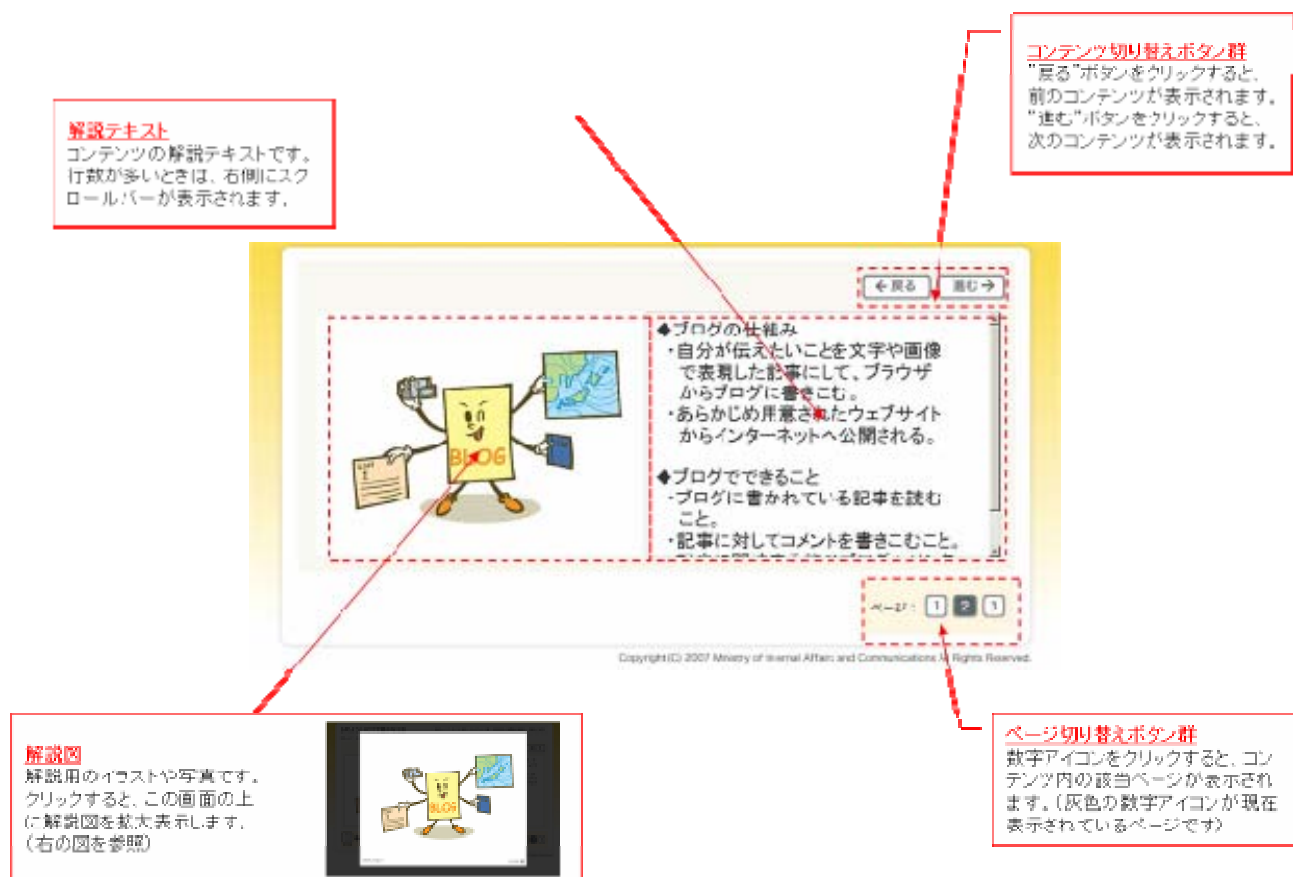 コンテンツ切り替えボタン群
"戻る"ボタンをクリックすると、
前のコンテンツが表示されます。
"進む"ボタンをクリックすると、
次のコンテンツが表示されます。
解説テキスト
コンテンツの解説テキストです。
行数が多いときは、右側にスク
ロールバーが表示されます。
←戻る 進む→
◆ブログの仕組み
・自分が伝えたいことを文字や画像
で表現した記事にして、ブラウザ
からブログに書きこむ。
・あらかじめ用意されたウェブサイト
からインターネットへ公開される。
◆ブログでできること
・ブログに書かれている記事を読む
こと。
・記事に対してコメントを書きこむこと。
BLOG
ページ: 1 2 1
Copyright(C) 2007 Ministry of Internal Affairs and Communications All Rights Reserved.
解説図
解説用のイラストや写真です。
クリックすると、この画面の上
に解説図を拡大表示します。
(右の図を参照)
BLOG
ページ切り替えボタン群
数字アイコンをクリックすると、コン
テンツ内の該当ページが表示され
ます。(灰色の数字アイコンが現在
表示されているページです)